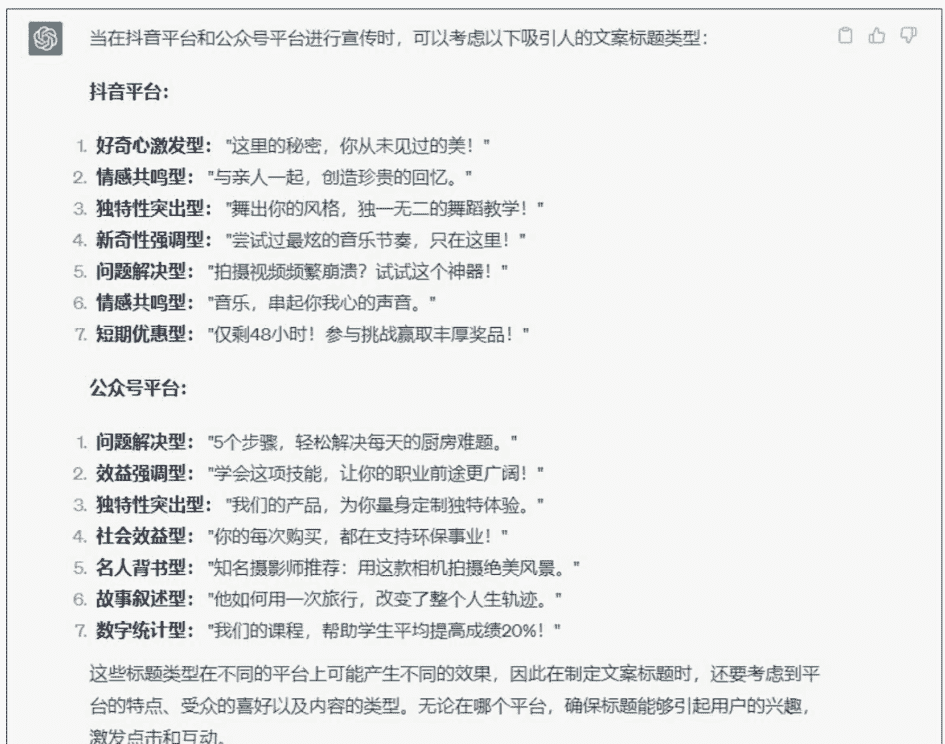 当在抖音平台和公众号平台进行宣传时，可以考虑以下吸引人的文案标题类型：
抖音平台：
1. 好奇心激发型："这里的秘密，你从未见过的美！"
2. 情感共鸣型："与亲人一起，创造珍贵的回忆。"
3. 独特性突出型："舞出你的风格，独一无二的舞蹈教学！"
4. 新奇性强调型："尝试过最炫的音乐节奏，只在这里！"
5. 问题解决型："拍摄视频频繁崩溃？试试这个神器！"
6. 情感共鸣型："音乐，串起你我心的声音。"
7. 短期优惠型："仅剩48小时！参与挑战赢取丰厚奖品！"
公众号平台：
1. 问题解决型："5个步骤，轻松解决每天的厨房难题。"
2. 效益强调型："学会这项技能，让你的职业前途更广阔！"
3. 独特性突出型："我们的产品，为你量身定制独特体验。"
4. 社会效益型："你的每次购买，都在支持环保事业！"
5. 名人背书型："知名摄影师推荐：用这款相机拍摄绝美风景。"
6. 故事叙述型："他如何用一次旅行，改变了整个人生轨迹。"
7. 数字统计型："我们的课程，帮助学生平均提高成绩20%！"
这些标题类型在不同的平台上可能产生不同的效果，因此在制定文案标题时，还要考虑到平
台的特点、受众的喜好以及内容的类型。无论在哪个平台，确保标题能够引起用户的兴趣，
激发点击和互动。